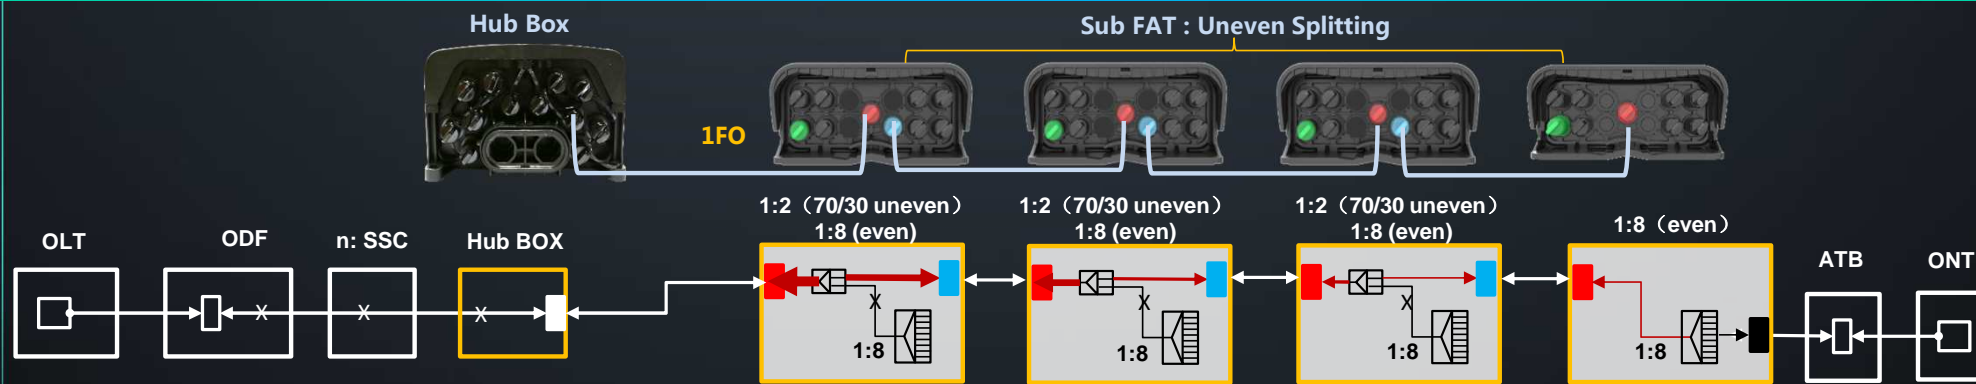 Hub Box
Sub FAT : Uneven Splitting
1FO
1:2（70/30 uneven）
1:8 (even)
1:2（70/30 uneven）
1:8 (even)
1:2（70/30 uneven）
1:8 (even)
1:8（even）
OLT
ODF
n: SSC
Hub BOX
ATB
ONT
X
X
X
X
X
X
1:8
1:8
1:8
1:8